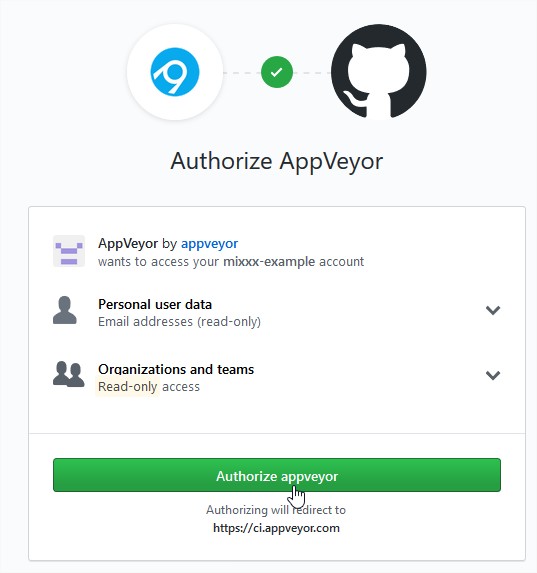 Authorize AppVeyor
AppVeyor by appveyor
wants to access your mixxx-example account
Personal user data
Email addresses (read-only)
Organizations and teams
Read-only access
Authorize appveyor
Authorizing will redirect to
https://ci.appveyor.com